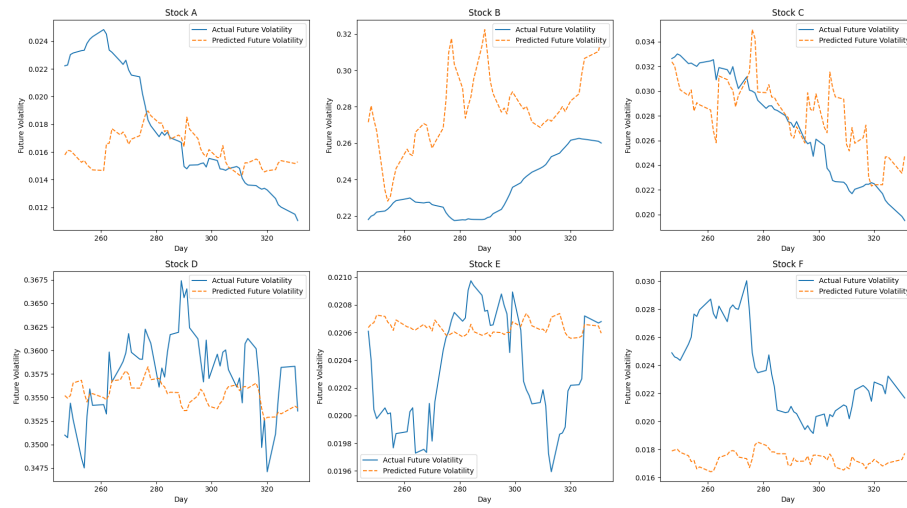 Stock A
Actual Future Volatility
Predicted Future Volatility
Future Volatility
0.024
0.022
0.020
0.018
0.016
0.014
0.012
260
280
300
320
Day
Stock B
Actual Future Volatility
Predicted Future Volatility
Future Volatility
0.32
0.30
0.28
0.26
0.24
0.22
260
280
300
320
Day
Stock C
Actual Future Volatility
Predicted Future Volatility
Future Volatility
0.034
0.032
0.030
0.028
0.026
0.024
0.022
0.020
260
280
300
320
Day
Stock D
Actual Future Volatility
Predicted Future Volatility
Future Volatility
0.3675
0.3650
0.3625
0.3600
0.3575
0.3550
0.3525
0.3500
0.3475
260
280
300
320
Day
Stock E
Actual Future Volatility
Predicted Future Volatility
Future Volatility
0.0210
0.0208
0.0206
0.0204
0.0202
0.0200
0.0198
0.0196
260
280
300
320
Day
Stock F
Actual Future Volatility
Predicted Future Volatility
Future Volatility
0.030
0.028
0.026
0.024
0.022
0.020
0.018
0.016
260
280
300
320
Day